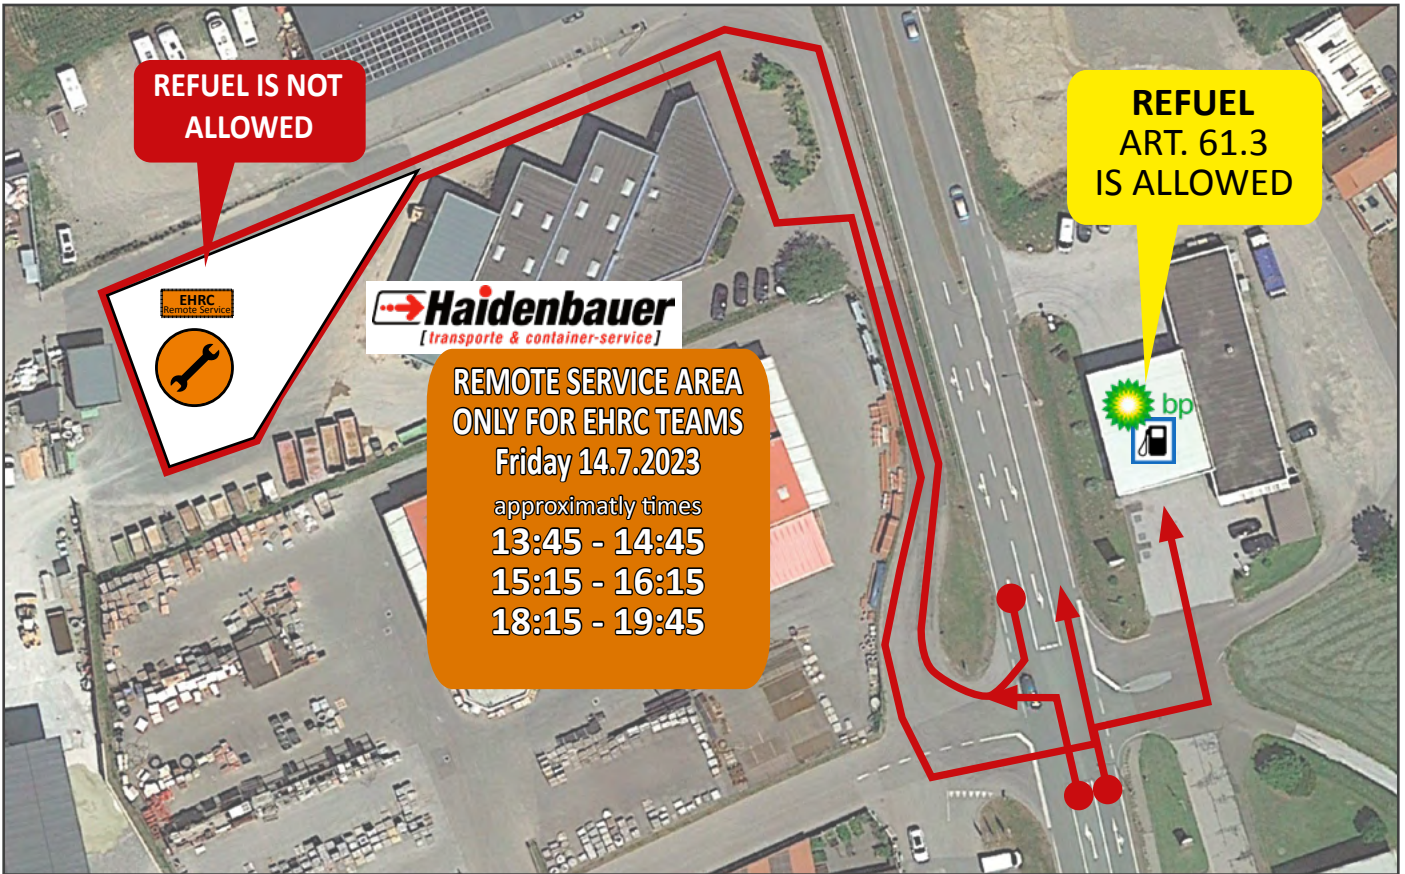 REFUEL IS NOT
ALLOWED
REFUEL
ART. 61.3
IS ALLOWED
EHRC
Remote Service
Haidenbauer
[transporte & container-service]
REMOTE SERVICE AREA
ONLY FOR EHRC TEAMS
Friday 14.7.2023
approximatly times
13:45 - 14:45
15:15 - 16:15
18:15 - 19:45
bp